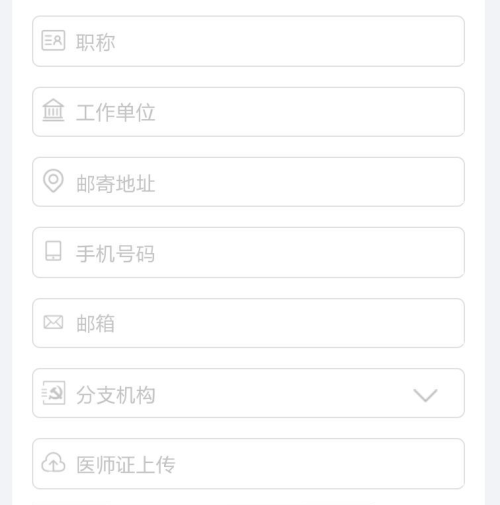 职称
工作单位
邮寄地址
手机号码
邮箱
分支机构
医师证上传